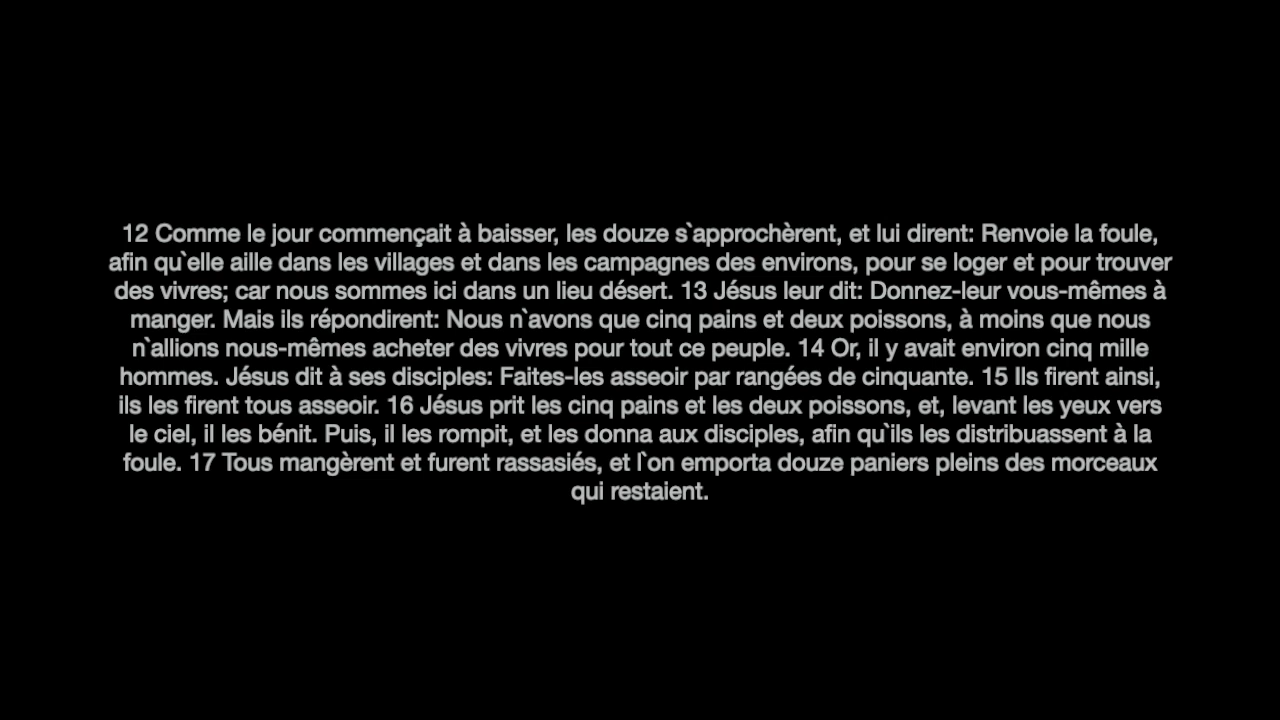 12 Comme le jour commençait à baisser, les douze s`approchèrent, et lui dirent: Renvoie la foule,
afin qu`elle aille dans les villages et dans les campagnes des environs, pour se loger et pour trouver
des vivres; car nous sommes ici dans un lieu désert. 13 Jésus leur dit: Donnez-leur vous-mêmes à
manger. Mais ils répondirent: Nous n`avons que cinq pains et deux poissons, à moins que nous
n`allions nous-mêmes acheter des vivres pour tout ce peuple. 14 Or, il y avait environ cinq mille
hommes. Jésus dit à ses disciples: Faites-les asseoir par rangées de cinquante. 15 Ils firent ainsi,
ils les firent tous asseoir. 16 Jésus prit les cinq pains et les deux poissons, et, levant les yeux vers
le ciel, il les bénit. Puis, il les rompit, et les donna aux disciples, afin qu`ils les distribuassent à la
foule. 17 Tous mangèrent et furent rassasiés, et l`on emporta douze paniers pleins des morceaux
qui restaient.